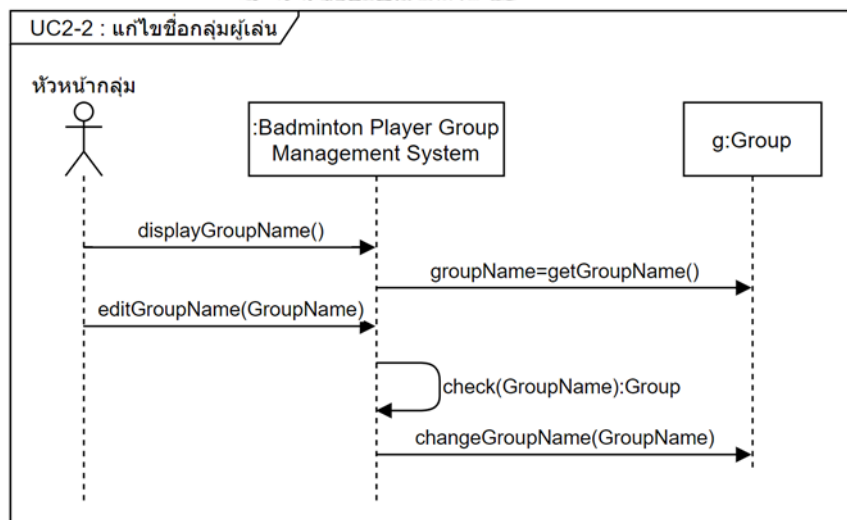 UC2-2 : แก้ไขชื่อกลุ่มผู้เล่น
หัวหน้ากลุ่ม
:Badminton Player Group
Management System
g:Group
displayGroupName()
groupName=getGroupName()
editGroupName(GroupName)
check(GroupName):Group
changeGroupName(GroupName)